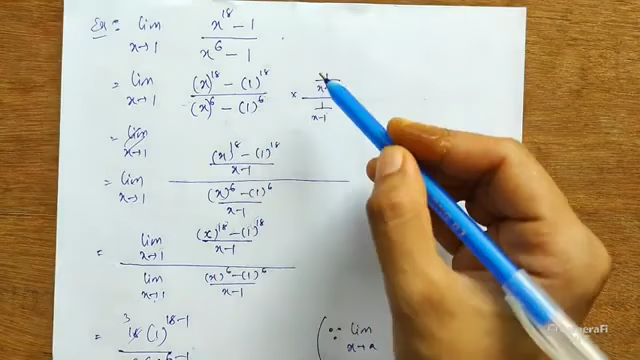 Ex :- lim x→1 x^18 - 1 / x^6 - 1 .
= lim x→1 (x)^18 - (1)^18 / (x)^6 - (1)^6 ×
1 / x-1
= lim x→1
= lim x→1 (x)^18 - (1)^18 / x-1 / (x)^6 - (1)^6 / x-1
= lim x→1 (x)^18 - (1)^18 / x-1 / lim x→1 (x)^6 - (1)^6 / x-1
= 3 18 (1)^18-1 (∵ lim x→a